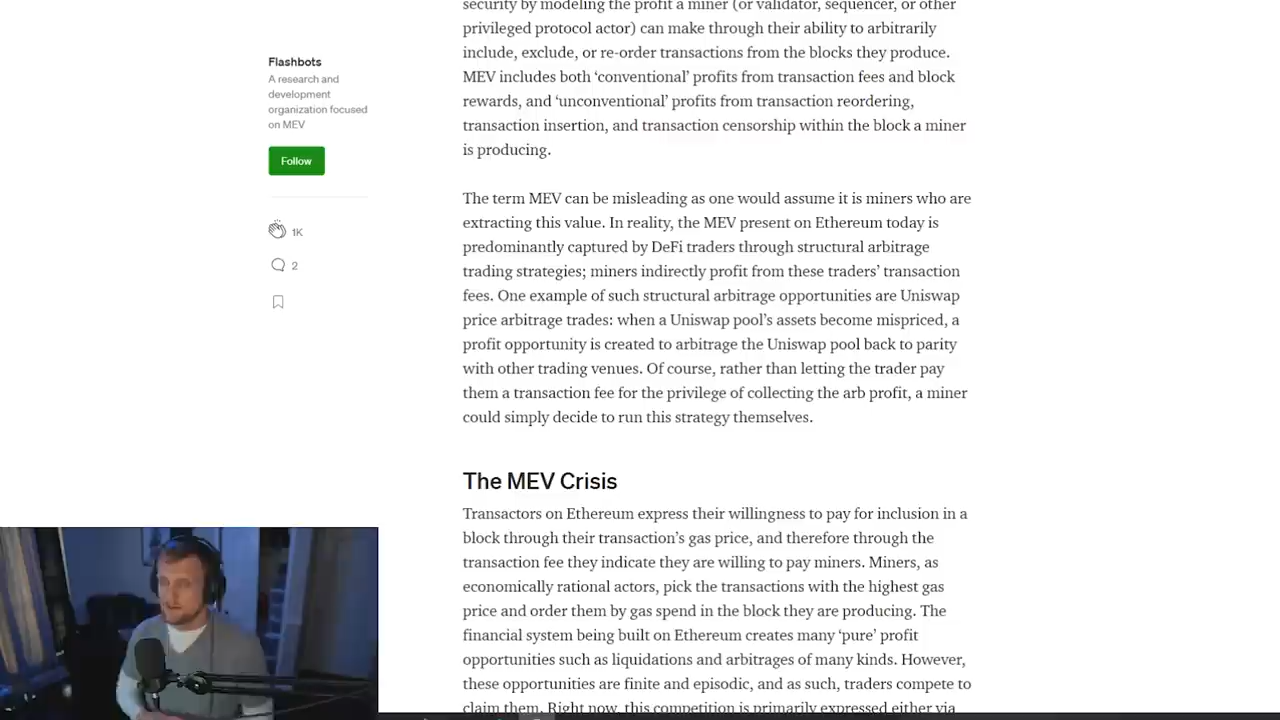 security by modeling the profit a miner (or validator, sequencer, or other
privileged protocol actor) can make through their ability to arbitrarily
include, exclude, or re-order transactions from the blocks they produce.
MEV includes both ‘conventional’ profits from transaction fees and block
rewards, and ‘unconventional’ profits from transaction reordering,
transaction insertion, and transaction censorship within the block a miner
is producing.
Flashbots
A research and
development
organization focused
on MEV
Follow
1K
2
The term MEV can be misleading as one would assume it is miners who are
extracting this value. In reality, the MEV present on Ethereum today is
predominantly captured by DeFi traders through structural arbitrage
trading strategies; miners indirectly profit from these traders’ transaction
fees. One example of such structural arbitrage opportunities are Uniswap
price arbitrage trades: when a Uniswap pool’s assets become mispriced, a
profit opportunity is created to arbitrage the Uniswap pool back to parity
with other trading venues. Of course, rather than letting the trader pay
them a transaction fee for the privilege of collecting the arb profit, a miner
could simply decide to run this strategy themselves.
The MEV Crisis
Transactors on Ethereum express their willingness to pay for inclusion in a
block through their transaction’s gas price, and therefore through the
transaction fee they indicate they are willing to pay miners. Miners, as
economically rational actors, pick the transactions with the highest gas
price and order them by gas spend in the block they are producing. The
financial system being built on Ethereum creates many ‘pure’ profit
opportunities such as liquidations and arbitrages of many kinds. However,
these opportunities are finite and episodic, and as such, traders compete to
claim them. Right now, this competition is primarily expressed either via